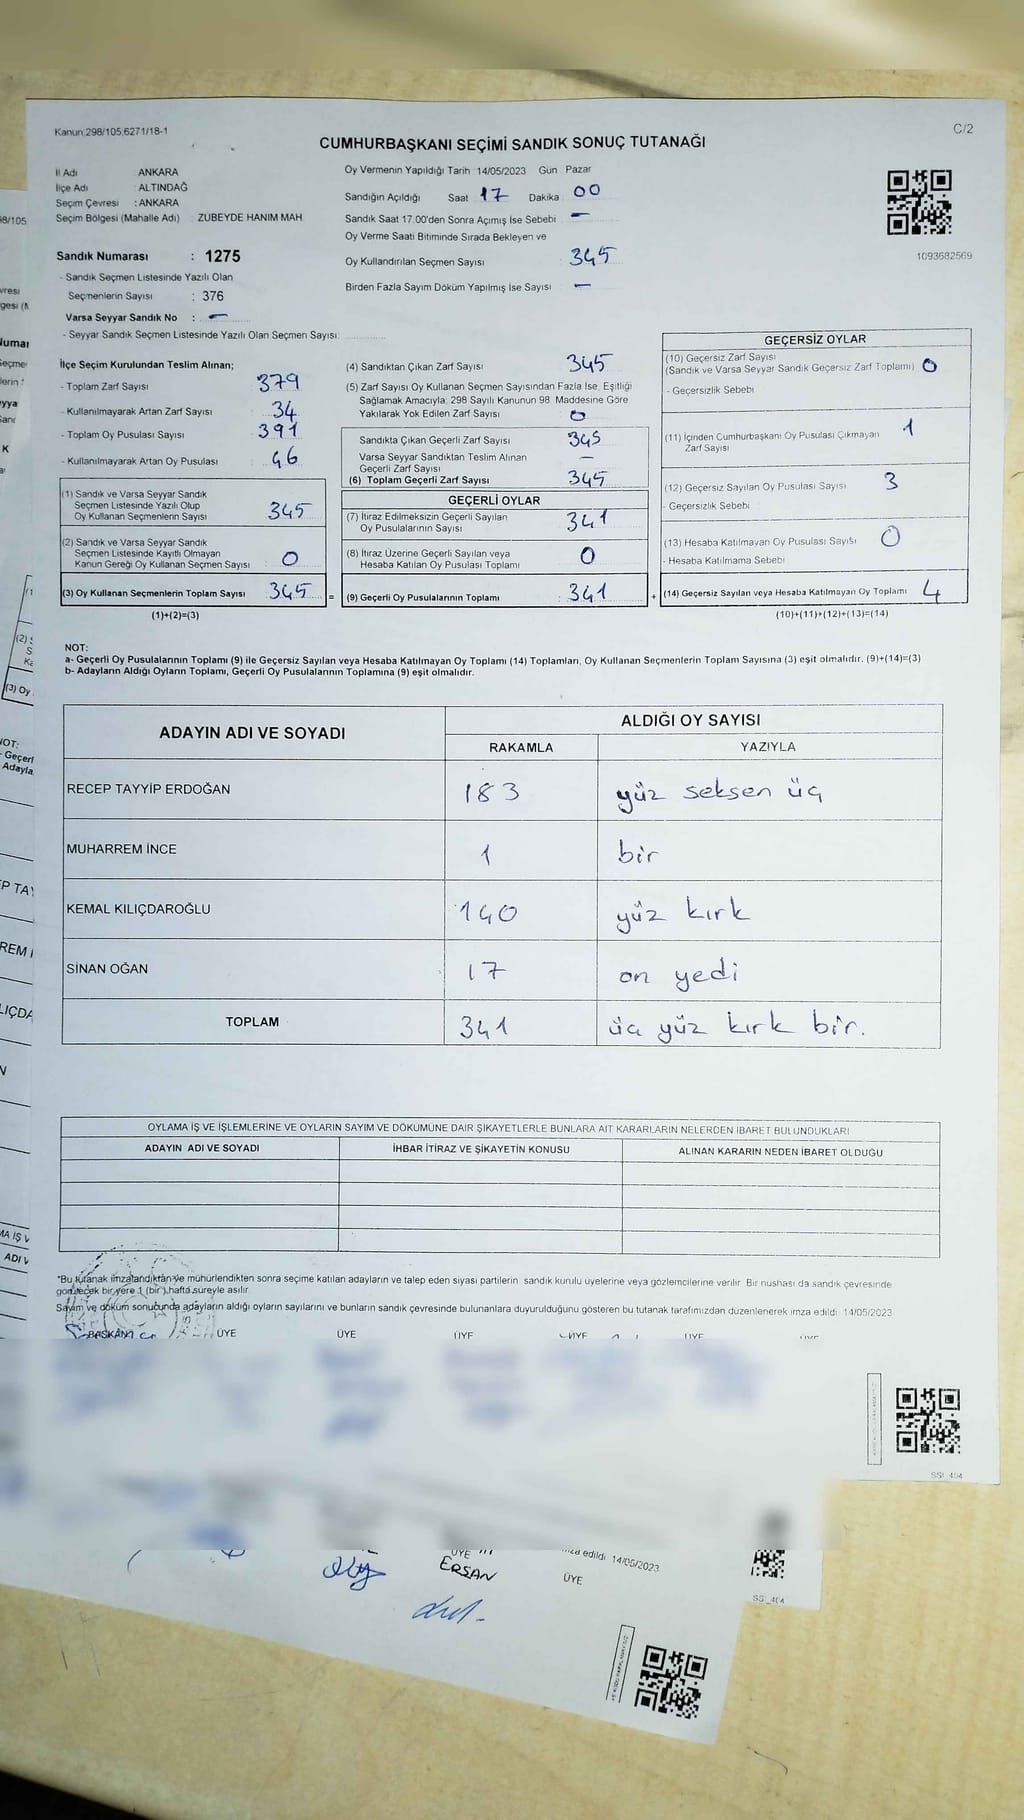 Kanun:298/105;6271/18-1
C/2
CUMHURBAŞKANI SEÇİMİ SANDIK SONUÇ TUTANAĞI
İl Adı : ANKARA
İlçe Adı : ALTINDAĞ
Seçim Çevresi : ANKARA
Seçim Bölgesi (Mahalle Adı) : ZÜBEYDE HANIM MAH.
Sandık Numarası : 1275
- Sandık Seçmen Listesinde Yazılı Olan
Seçmenlerin Sayısı : 376
Varsa Seyyar Sandık No : -
- Seyyar Sandık Seçmen Listesinde Yazılı Olan Seçmen Sayısı:
Oy Vermenin Yapıldığı Tarih 14/05/2023 Gün Pazar
Sandığın Açıldığı Saat 17 Dakika 00
Sandık Saat 17.00'den Sonra Açılmış İse Sebebi -
Oy Verme Saati Bitiminde Sırada Bekleyen ve
Oy Kullandırılan Seçmen Sayısı 345
Birden Fazla Sayım Döküm Yapılmış İse Sayısı -
1093682569
İlçe Seçim Kurulundan Teslim Alınan;
- Toplam Zarf Sayısı 379
- Kullanılmayarak Artan Zarf Sayısı 34
- Toplam Oy Pusulası Sayısı 391
- Kullanılmayarak Artan Oy Pusulası 46
(1) Sandık ve Varsa Seyyar Sandık
Seçmen Listesinde Yazılı Olup
Oy Kullanan Seçmenlerin Sayısı 345
(2) Sandık ve Varsa Seyyar Sandık
Seçmen Listesinde Kayıtlı Olmayan
Kanun Gereği Oy Kullanan Seçmen Sayısı 0
(3) Oy Kullanan Seçmenlerin Toplam Sayısı 345 =
(1)+(2)=(3)
(4) Sandıktan Çıkan Zarf Sayısı 345
(5) Zarf Sayısı Oy Kullanan Seçmen Sayısından Fazla İse, Eşitliği
Sağlamak Amacıyla; 298 Sayılı Kanunun 98. Maddesine Göre
Yakılarak Yok Edilen Zarf Sayısı 0
Sandıkta Çıkan Geçerli Zarf Sayısı 345
Varsa Seyyar Sandıktan Teslim Alınan
Geçerli Zarf Sayısı -
(6) Toplam Geçerli Zarf Sayısı 345
GEÇERLİ OYLAR
(7) İtiraz Edilmeksizin Geçerli Sayılan
Oy Pusulalarının Sayısı 341
(8) İtiraz Üzerine Geçerli Sayılan veya
Hesaba Katılan Oy Pusulası Toplamı 0
(9) Geçerli Oy Pusulalarının Toplamı : 341 +
GEÇERSİZ OYLAR
(10) Geçersiz Zarf Sayısı
(Sandık ve Varsa Seyyar Sandık Geçersiz Zarf Toplamı) 0
- Geçersizlik Sebebi
(11) İçinden Cumhurbaşkanı Oy Pusulası Çıkmayan
Zarf Sayısı 1
(12) Geçersiz Sayılan Oy Pusulası Sayısı 3
- Geçersizlik Sebebi
(13) Hesaba Katılmayan Oy Pusulası Sayısı 0
- Hesaba Katılmama Sebebi
(14) Geçersiz Sayılan veya Hesaba Katılmayan Oy Toplamı 4
(10)+(11)+(12)+(13)=(14)
NOT:
a- Geçerli Oy Pusulalarının Toplamı (9) ile Geçersiz Sayılan veya Hesaba Katılmayan Oy Toplamı (14) Toplamları, Oy Kullanan Seçmenlerin Toplam Sayısına (3) eşit olmalıdır. (9)+(14)=(3)
b- Adayların Aldığı Oyların Toplamı, Geçerli Oy Pusulalarının Toplamına (9) eşit olmalıdır.
ADAYIN ADI VE SOYADI
ALDIĞI OY SAYISI
RAKAMLA YAZIYLA
RECEP TAYYİP ERDOĞAN 183 yüz seksen üç
MUHARREM İNCE 1 bir
KEMAL KILIÇDAROĞLU 140 yüz kırk
SİNAN OĞAN 17 on yedi
TOPLAM 341 üç yüz kırk bir.
OYLAMA İŞ VE İŞLEMLERİNE VE OYLARIN SAYIM VE DÖKÜMÜNE DAİR ŞİKAYETLERLE BUNLARA AİT KARARLARIN NELERDEN İBARET BULUNDUKLARI
ADAYIN ADI VE SOYADI İHBAR İTİRAZ VE ŞİKAYETİN KONUSU ALINAN KARARIN NEDEN İBARET OLDUĞU
*Bu tutanak imzalandıktan ve mühürlendikten sonra seçime katılan adayların ve talep eden siyasi partilerin sandık kurulu üyelerine veya gözlemcilerine verilir. Bir nushası da sandık çevresinde
görülecek bir yere 1 (bir) hafta süreyle asılır.
Sayım ve döküm sonucunda adayların aldığı oyların sayılarını ve bunların sandık çevresinde bulunanlara duyurulduğunu gösteren bu tutanak tarafımızdan düzenlenerek imza edildi. 14/05/2023
BAŞKAN ÜYE ÜYE ÜYE ÜYE ÜYE ÜYE
SSİ_404
imza edildi 14/05/2023
ÜYE
ERSAN
ÜYE
SSİ_404